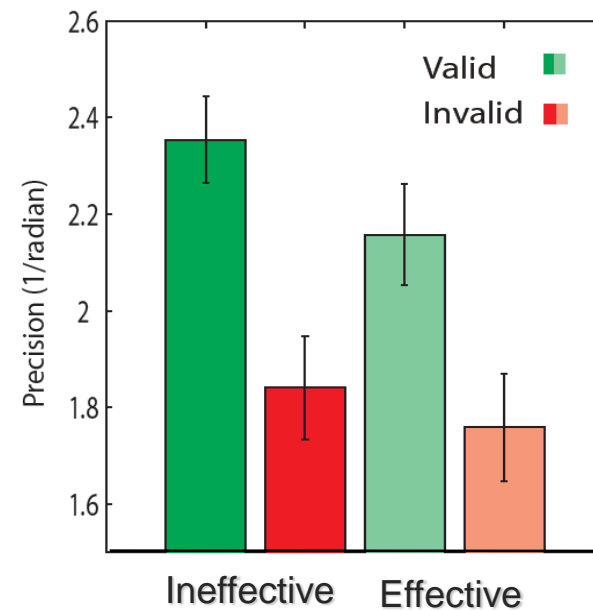 2.6
2.4
2.2
2
1.8
1.6
Precision (1/radian)
Valid
Invalid
Ineffective
Effective